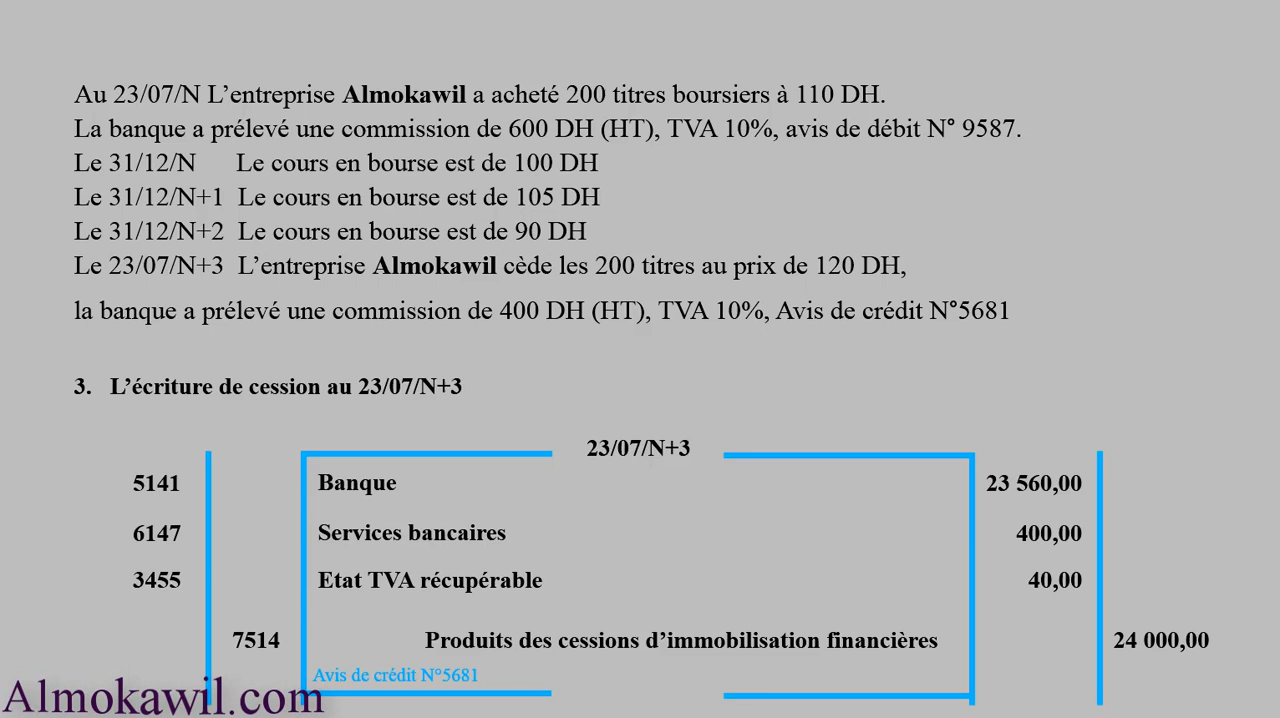 Au 23/07/N L’entreprise Almokawil a acheté 200 titres boursiers à 110 DH.
La banque a prélevé une commission de 600 DH (HT), TVA 10%, avis de débit N° 9587.
Le 31/12/N Le cours en bourse est de 100 DH
Le 31/12/N+1 Le cours en bourse est de 105 DH
Le 31/12/N+2 Le cours en bourse est de 90 DH
Le 23/07/N+3 L’entreprise Almokawil cède les 200 titres au prix de 120 DH,
la banque a prélevé une commission de 400 DH (HT), TVA 10%, Avis de crédit N°5681
3. L’écriture de cession au 23/07/N+3
23/07/N+3
5141 Banque 23 560,00
6147 Services bancaires 400,00
3455 Etat TVA récupérable 40,00
7514 Produits des cessions d’immobilisation financières 24 000,00
Avis de crédit N°5681
Almokawil.com